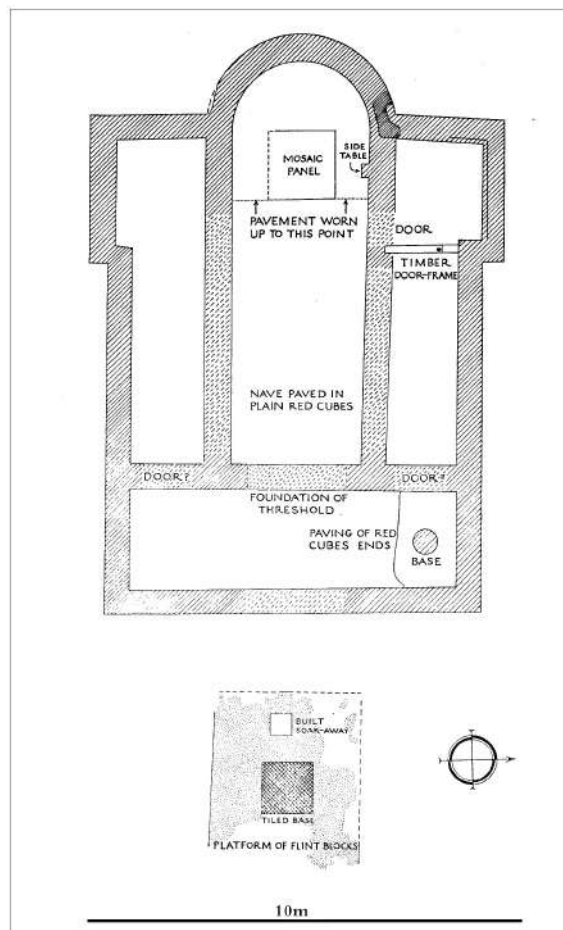 MOSAIC
PANEL
SIDE
TABLE
PAVEMENT WORN
UP TO THIS POINT
DOOR
TIMBER
DOOR-FRAME
NAVE PAVED IN
PLAIN RED CUBES
DOOR?
DOOR?
FOUNDATION OF
THRESHOLD
PAVING OF RED
CUBES ENDS
BASE
BUILT
SOAK-AWAY
TILED BASE
PLATFORM OF FLINT BLOCKS
10m